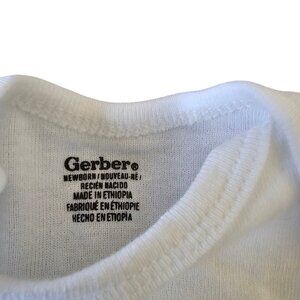 Gerber®
NEWBORN / NOUVEAU-NÉ /
RECIÉN NACIDO
MADE IN ETHIOPIA
FABRIQUÉ EN ÉTHIOPIE
HECHO EN ETIOPÍA